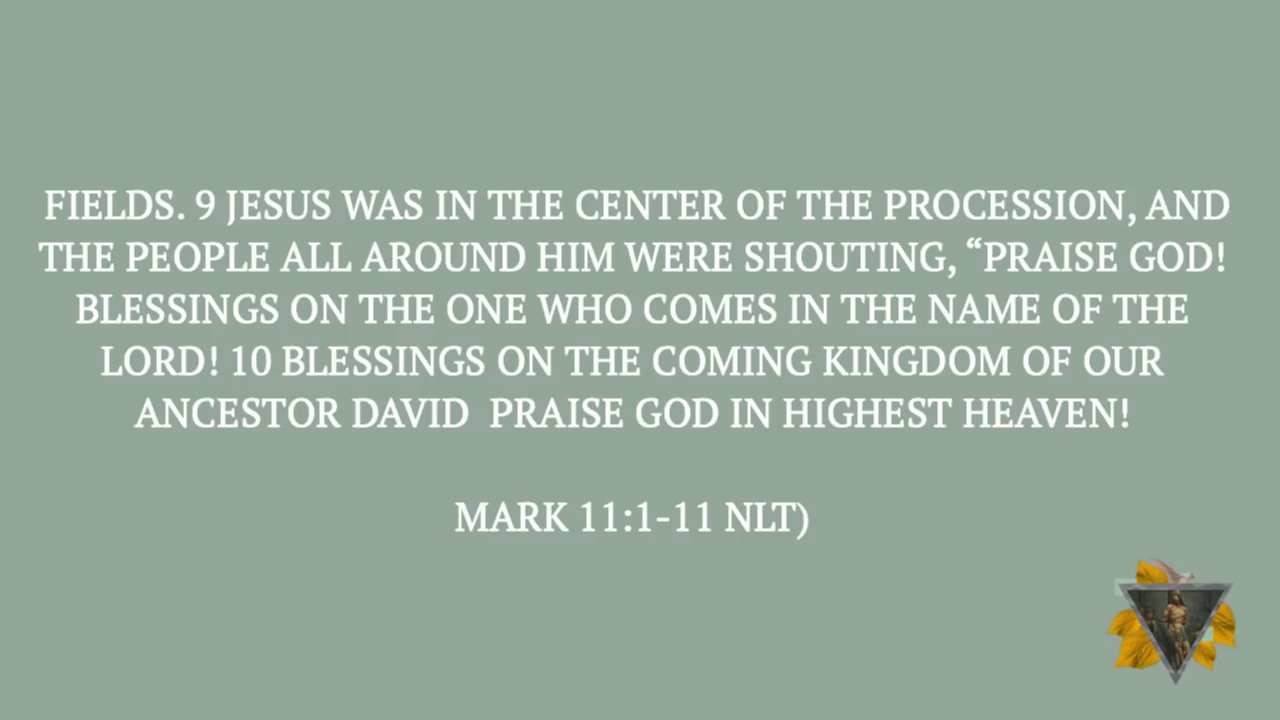 FIELDS. 9 JESUS WAS IN THE CENTER OF THE PROCESSION, AND
THE PEOPLE ALL AROUND HIM WERE SHOUTING, “PRAISE GOD!
BLESSINGS ON THE ONE WHO COMES IN THE NAME OF THE
LORD! 10 BLESSINGS ON THE COMING KINGDOM OF OUR
ANCESTOR DAVID  PRAISE GOD IN HIGHEST HEAVEN!
MARK 11:1-11 NLT)